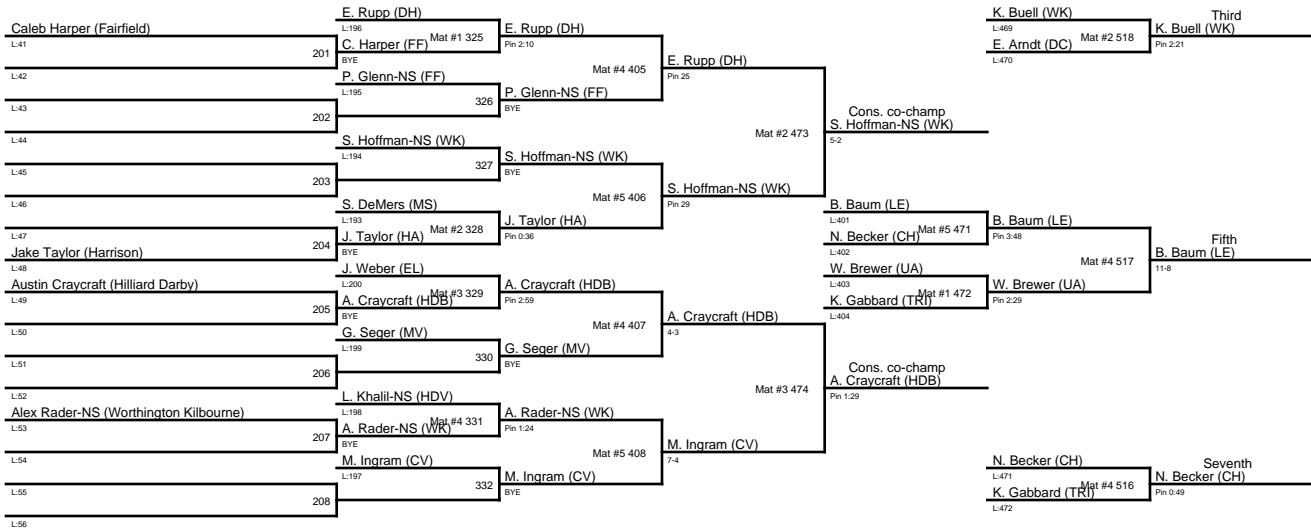 Caleb Harper (Fairfield)
L:41
L:42
201
L:43
L:44
202
L:45
L:46
203
L:47
Jake Taylor (Harrison)
L:48
204
Austin Craycraft (Hilliard Darby)
L:49
L:50
205
L:51
L:52
206
Alex Rader-NS (Worthington Kilbourne)
L:53
L:54
207
L:55
L:56
208
E. Rupp (DH)
L:196
Mat #1 325
C. Harper (FF)
BYE
P. Glenn-NS (FF)
L:195
326
S. Hoffman-NS (WK)
L:194
327
S. DeMers (MS)
L:193
Mat #2 328
J. Taylor (HA)
BYE
J. Weber (EL)
L:200
Mat #3 329
A. Craycraft (HDB)
BYE
G. Seger (MV)
L:199
330
L. Khalil-NS (HDV)
L:198
Mat #4 331
A. Rader-NS (WK)
BYE
M. Ingram (CV)
L:197
332
E. Rupp (DH)
Pin 2:10
Mat #4 405
P. Glenn-NS (FF)
BYE
S. Hoffman-NS (WK)
BYE
Mat #5 406
J. Taylor (HA)
Pin 0:36
A. Craycraft (HDB)
Pin 2:59
Mat #4 407
G. Seger (MV)
BYE
A. Rader-NS (WK)
Pin 1:24
Mat #5 408
M. Ingram (CV)
BYE
E. Rupp (DH)
Pin 25
Mat #2 473
S. Hoffman-NS (WK)
Pin 29
A. Craycraft (HDB)
4-3
Mat #3 474
M. Ingram (CV)
7-4
Cons. co-champ
S. Hoffman-NS (WK)
5-2
Cons. co-champ
A. Craycraft (HDB)
Pin 1:29
K. Buell (WK)
L:469
Mat #2 518
E. Arndt (DC)
L:470
Third
K. Buell (WK)
Pin 2:21
B. Baum (LE)
L:401
Mat #5 471
N. Becker (CH)
L:402
W. Brewer (UA)
L:403
Mat #1 472
K. Gabbard (TRI)
L:404
B. Baum (LE)
Pin 3:48
Mat #4 517
W. Brewer (UA)
Pin 2:29
Fifth
B. Baum (LE)
11-8
N. Becker (CH)
L:471
Mat #4 516
K. Gabbard (TRI)
L:472
Seventh
N. Becker (CH)
Pin 0:49